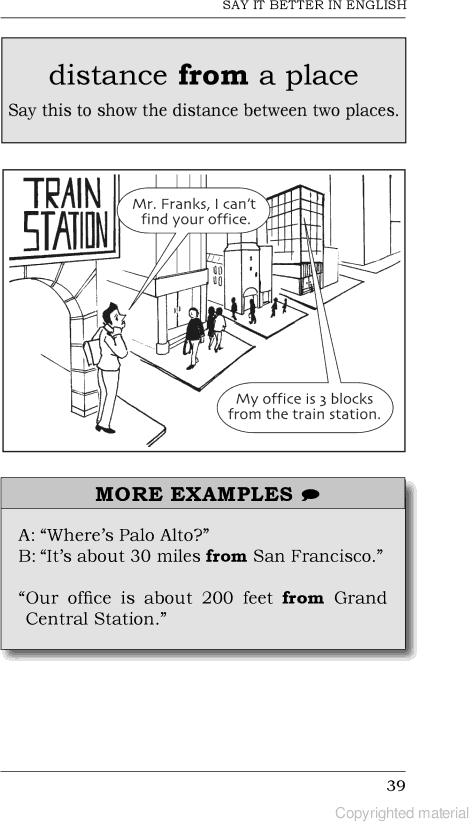 SAY IT BETTER IN ENGLISH
distance from a place
Say this to show the distance between two places.
TRAIN
STATION
Mr. Franks, I can't
find your office.
My office is 3 blocks
from the train station.
MORE EXAMPLES
A: “Where’s Palo Alto?”
B: “It’s about 30 miles from San Francisco.”
“Our office is about 200 feet from Grand
Central Station.”
39
Copyrighted material